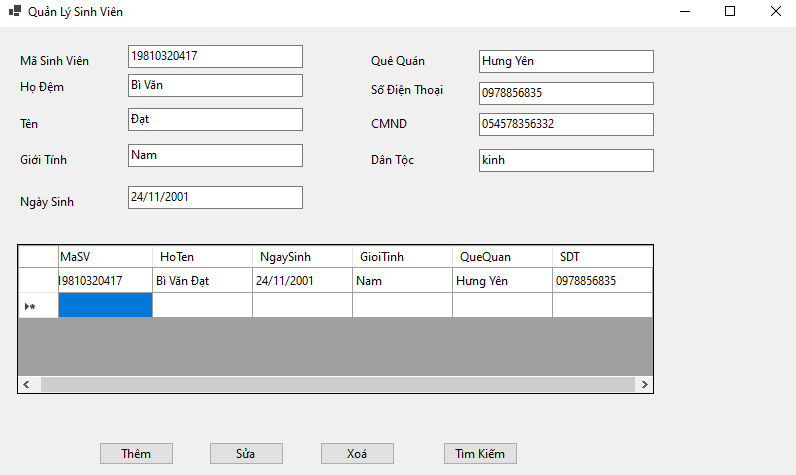 Quản Lý Sinh Viên
Mã Sinh Viên 19810320417
Họ Đệm Bì Văn
Tên Đạt
Giới Tính Nam
Ngày Sinh 24/11/2001
Quê Quán Hưng Yên
Số Điện Thoại 0978856835
CMND 054578356332
Dân Tộc kinh
MaSV HoTen NgaySinh GioiTinh QueQuan SDT
19810320417 Bì Văn Đạt 24/11/2001 Nam Hưng Yên 0978856835
Thêm Sửa Xoá Tìm Kiếm